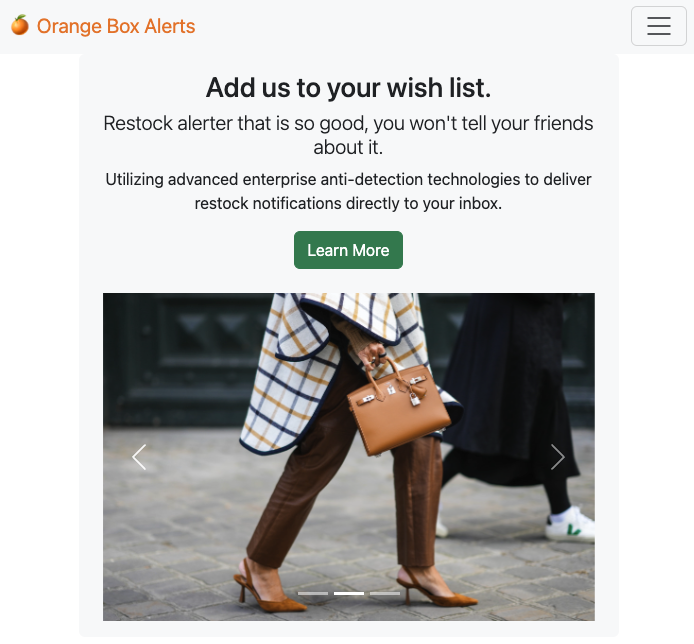 Orange Box Alerts
Add us to your wish list.
Restock alerter that is so good, you won't tell your friends
about it.
Utilizing advanced enterprise anti-detection technologies to deliver
restock notifications directly to your inbox.
Learn More